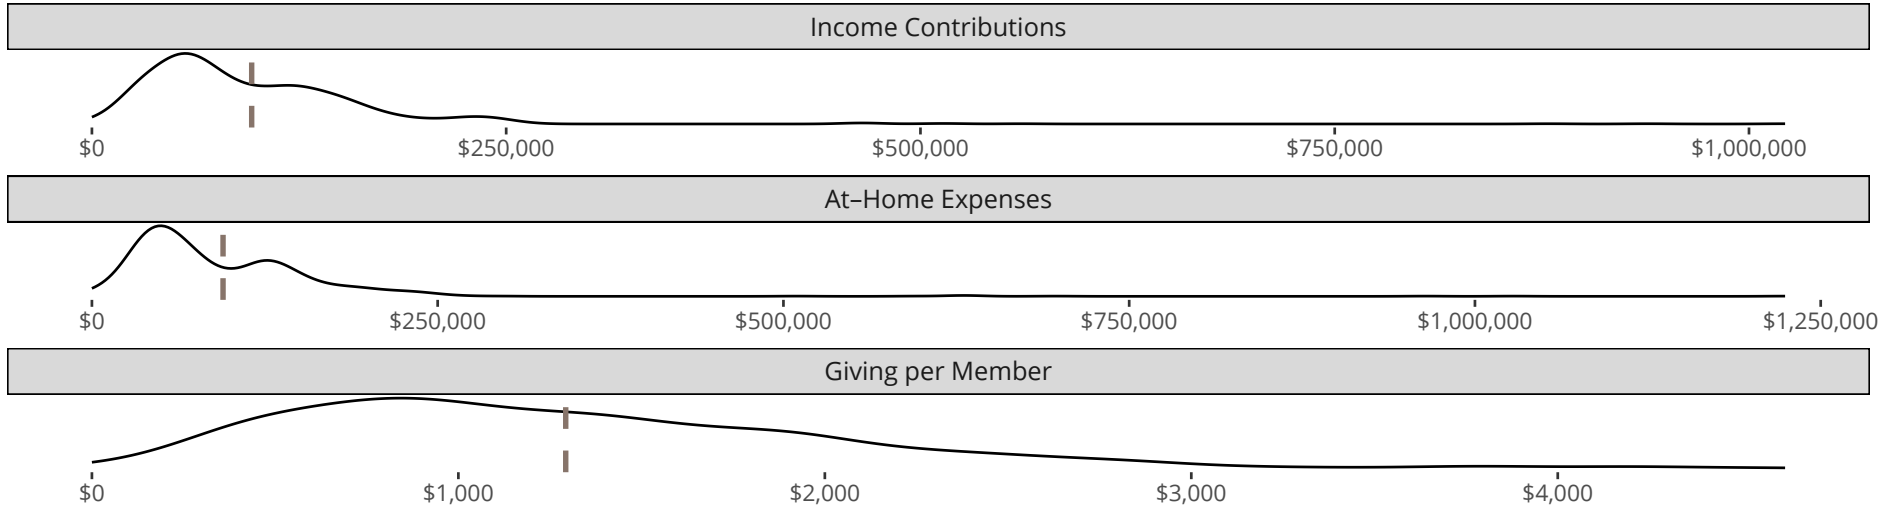 Income Contributions
$0 $250,000 $500,000 $750,000 $1,000,000
At–Home Expenses
$0 $250,000 $500,000 $750,000 $1,000,000 $1,250,000
Giving per Member
$0 $1,000 $2,000 $3,000 $4,000